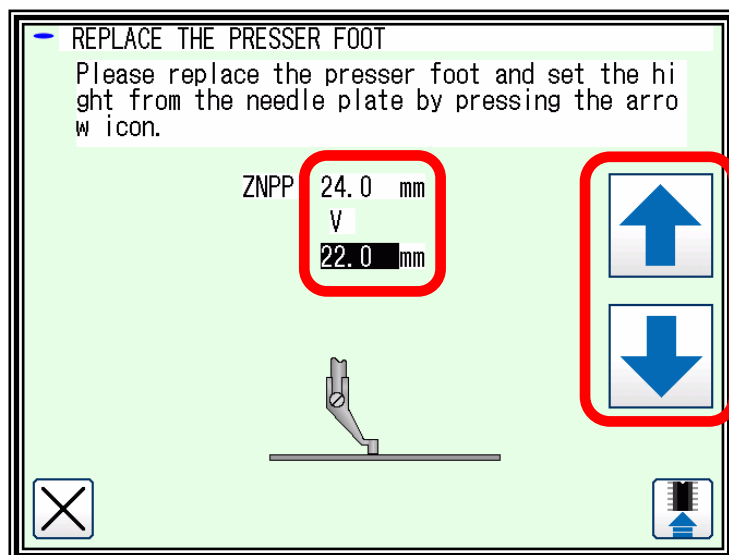 REPLACE THE PRESSER FOOT
Please replace the presser foot and set the hi
ght from the needle plate by pressing the arro
w icon.
ZNPP 24.0 mm
V
22.0 mm